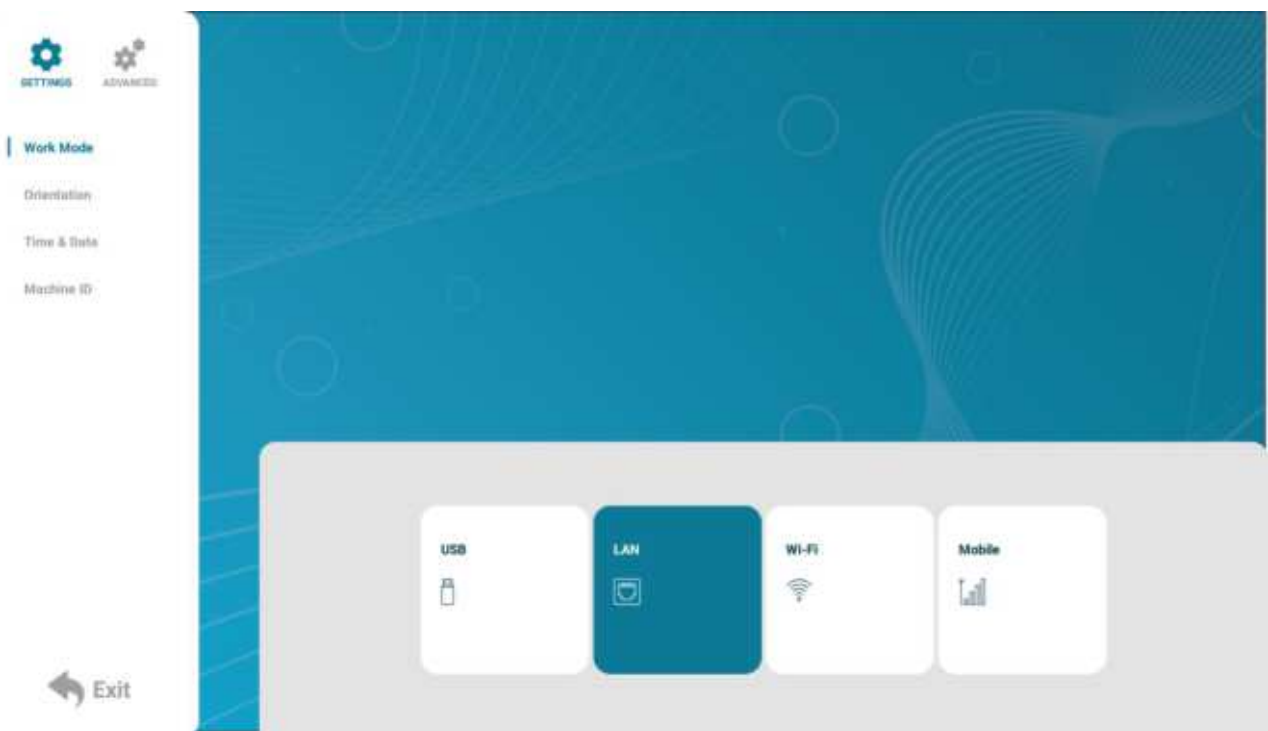 SETTINGS ADVANCED
Work Mode
Orientation
Time & Date
Machine ID
USB
LAN
Wi-Fi
Mobile
Exit